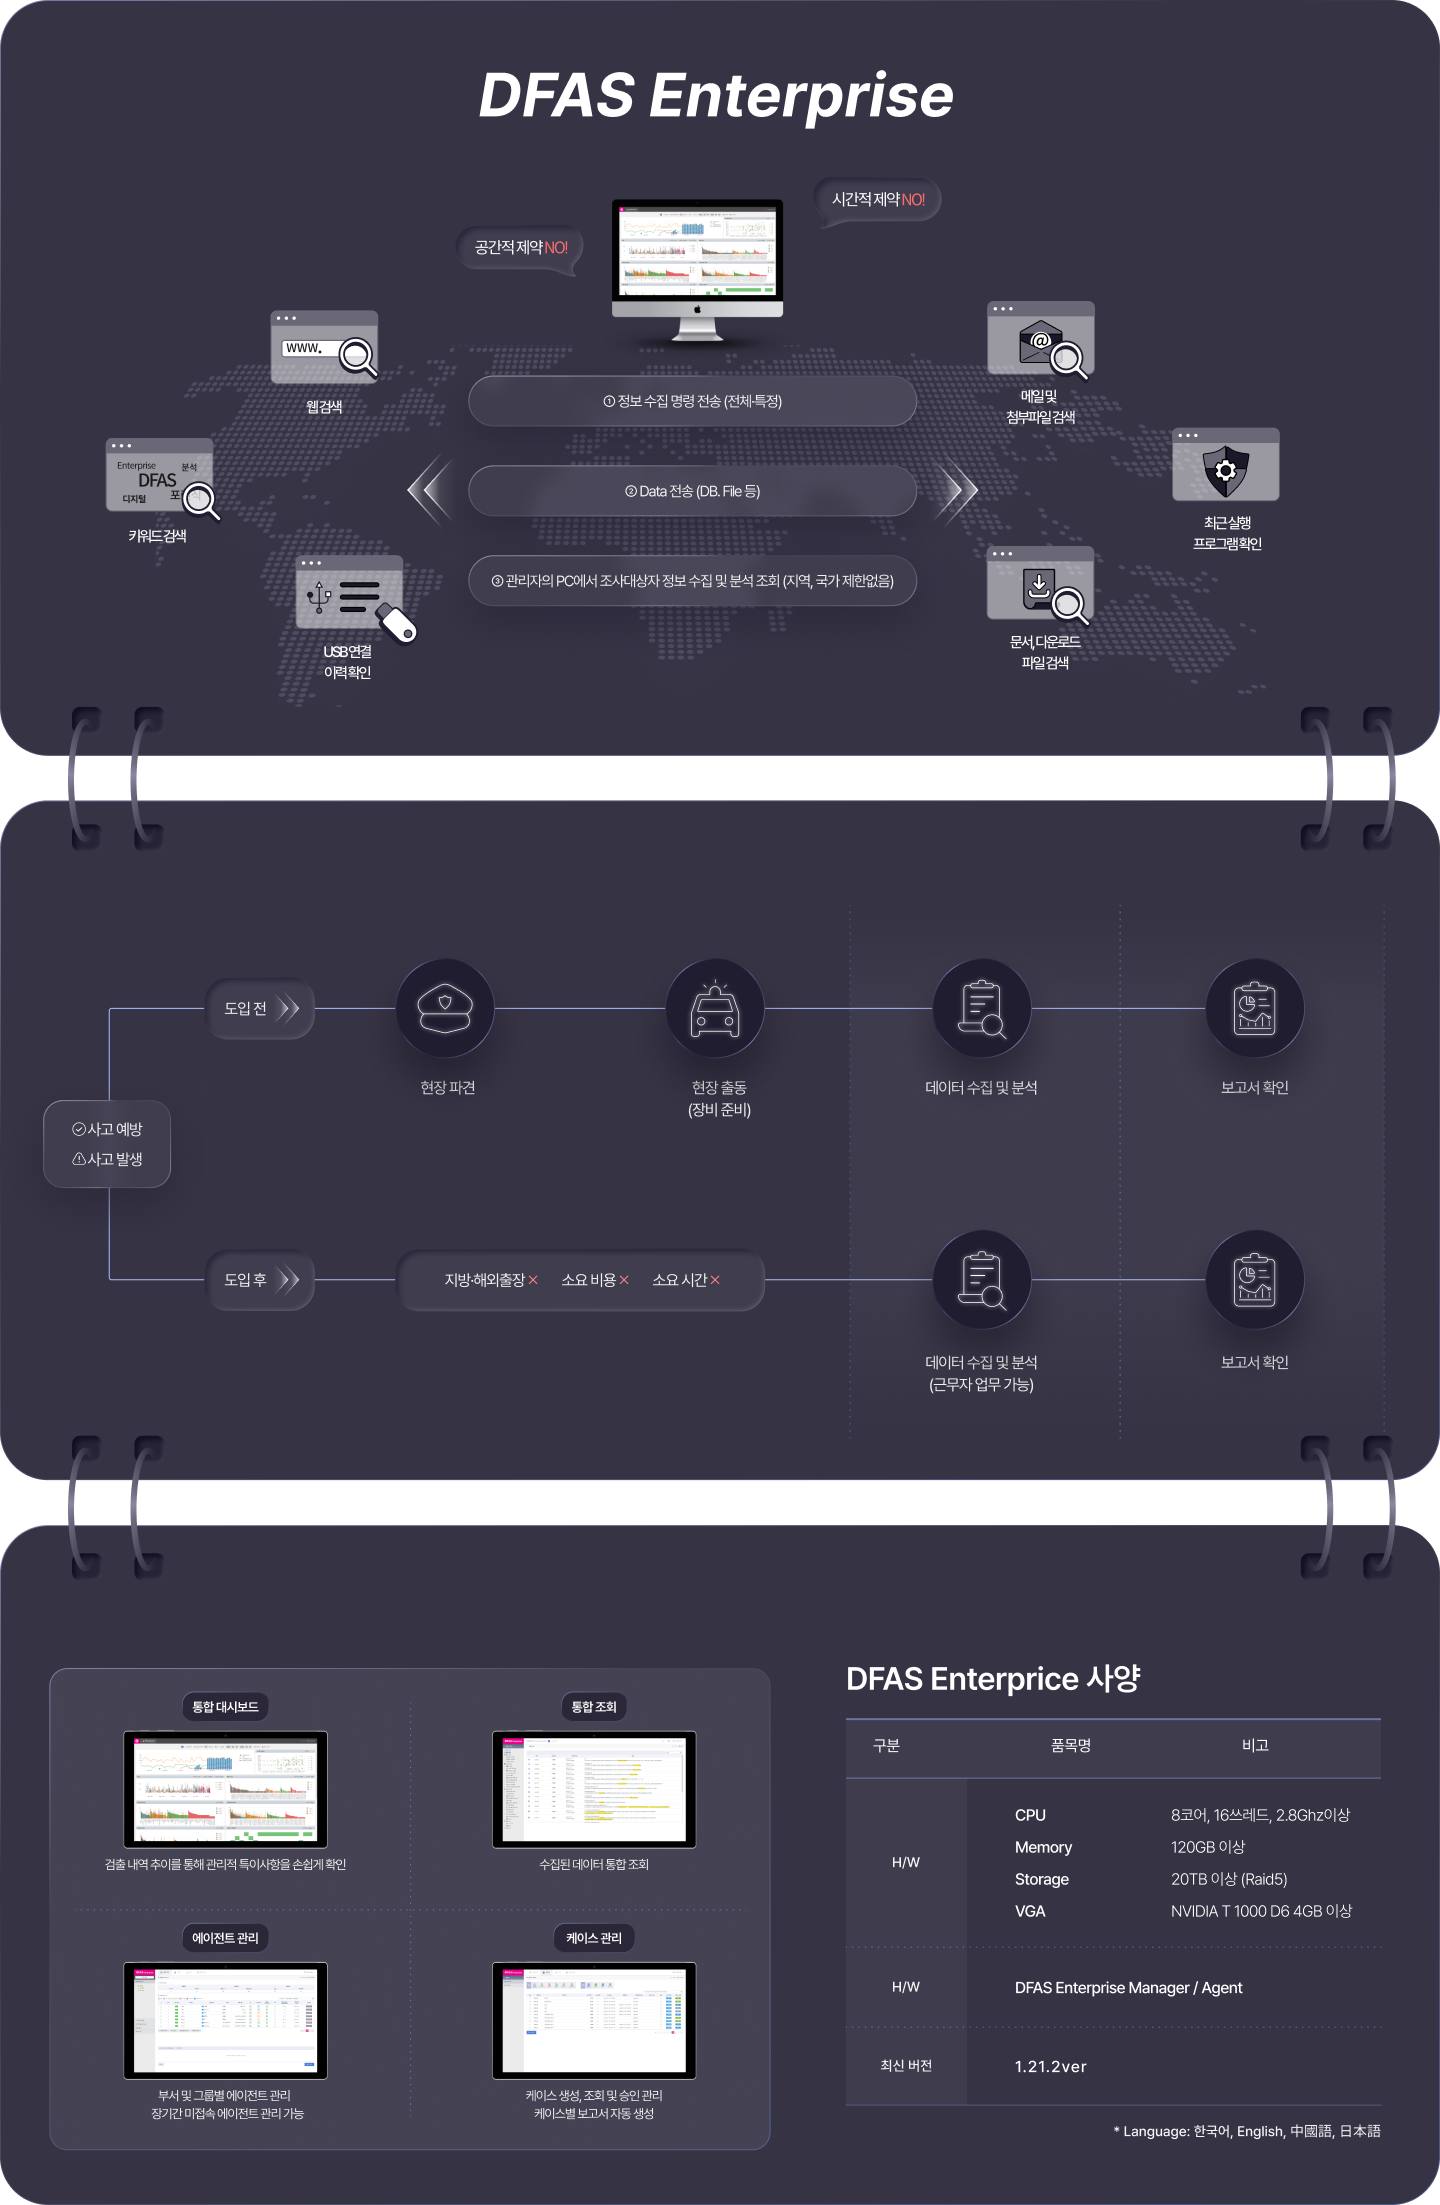 DFAS Enterprise
시간적 제약 NO!
공간적 제약 NO!
www.
웹 검색
메일 및
첨부파일 검색
① 정보 수집 명령 전송 (전체·특정)
Enterprise
분석
DFAS
디지털
키워드 검색
② Data 전송 (DB. File 등)
최근 실행
프로그램 확인
③ 관리자의 PC에서 조사대상자 정보 수집 및 분석 조회 (지역, 국가 제한없음)
USB 연결
이력 확인
문서, 다운로드
파일 검색
도입 전
현장 파견
현장 출동
(장비 준비)
데이터 수집 및 분석
보고서 확인
사고 예방
사고 발생
도입 후
지방·해외출장 ×
소요 비용 ×
소요 시간 ×
데이터 수집 및 분석
(근무자 업무 가능)
보고서 확인
통합 대시보드
검출 내역 추이를 통해 관리적 특이사항을 손쉽게 확인
통합 조회
수집된 데이터 통합 조회
에이전트 관리
부서 및 그룹별 에이전트 관리
장기간 미접속 에이전트 관리 가능
케이스 관리
케이스 생성, 조회 및 승인 관리
케이스별 보고서 자동 생성
DFAS Enterprice 사양
구분 품목명 비고
H/W
CPU 8코어, 16쓰레드, 2.8Ghz이상
Memory 120GB 이상
Storage 20TB 이상 (Raid5)
VGA NVIDIA T 1000 D6 4GB 이상
H/W DFAS Enterprise Manager / Agent
최신 버전 1.21.2ver
* Language: 한국어, English, 中國語, 日本語